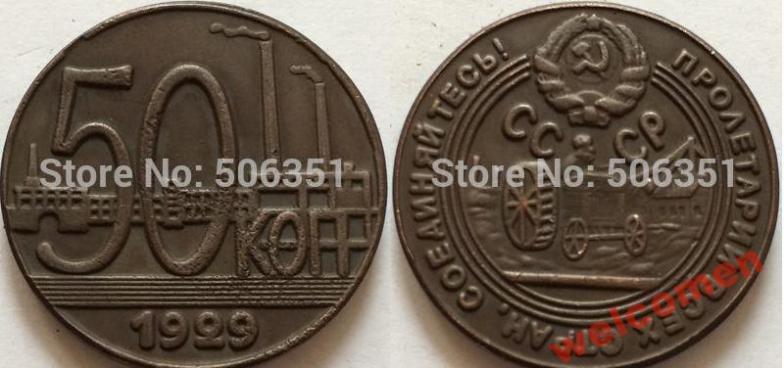 50
КОП
1929
Store No: 506351
ПРОЛЕТАРИИ ВСЕХ СТРАН, СОЕДИНЯЙТЕСЬ!
СССР
Store No: 506351
welcomen